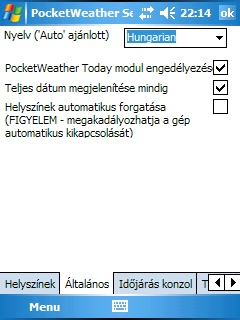 PocketWeather Se
22:14
ok
Nyelv ('Auto' ajánlott)
Hungarian
PocketWeather Today modul engedélyezés
Teljes dátum megjelenítése mindig
Helyszínek automatikus forgatása
(FIGYELEM - megakadályozhatja a gép
automatikus kikapcsolását)
Helyszínek
Általános
Időjárás konzol
T
Menu